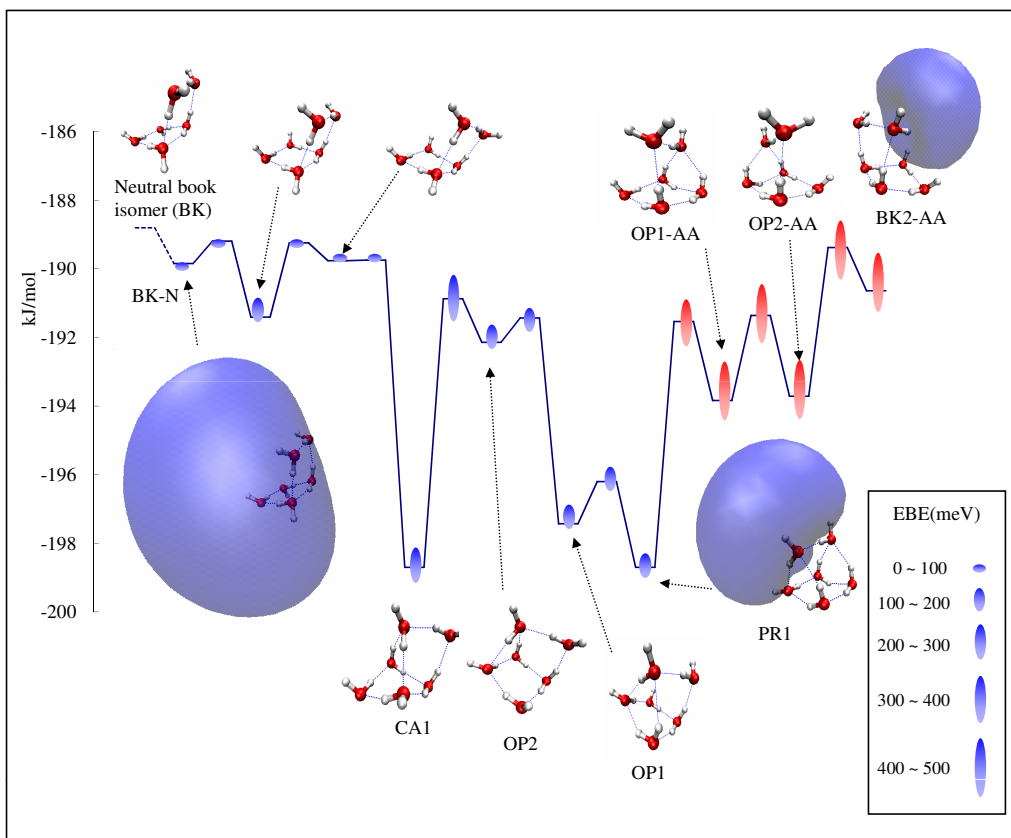 -186
-188
-190
-192
-194
-196
-198
-200
kJ/mol
Neutral book
isomer (BK)
BK-N
OP1-AA
OP2-AA
BK2-AA
CA1
OP2
OP1
PR1
EBE(meV)
0 ~ 100
100 ~ 200
200 ~ 300
300 ~ 400
400 ~ 500